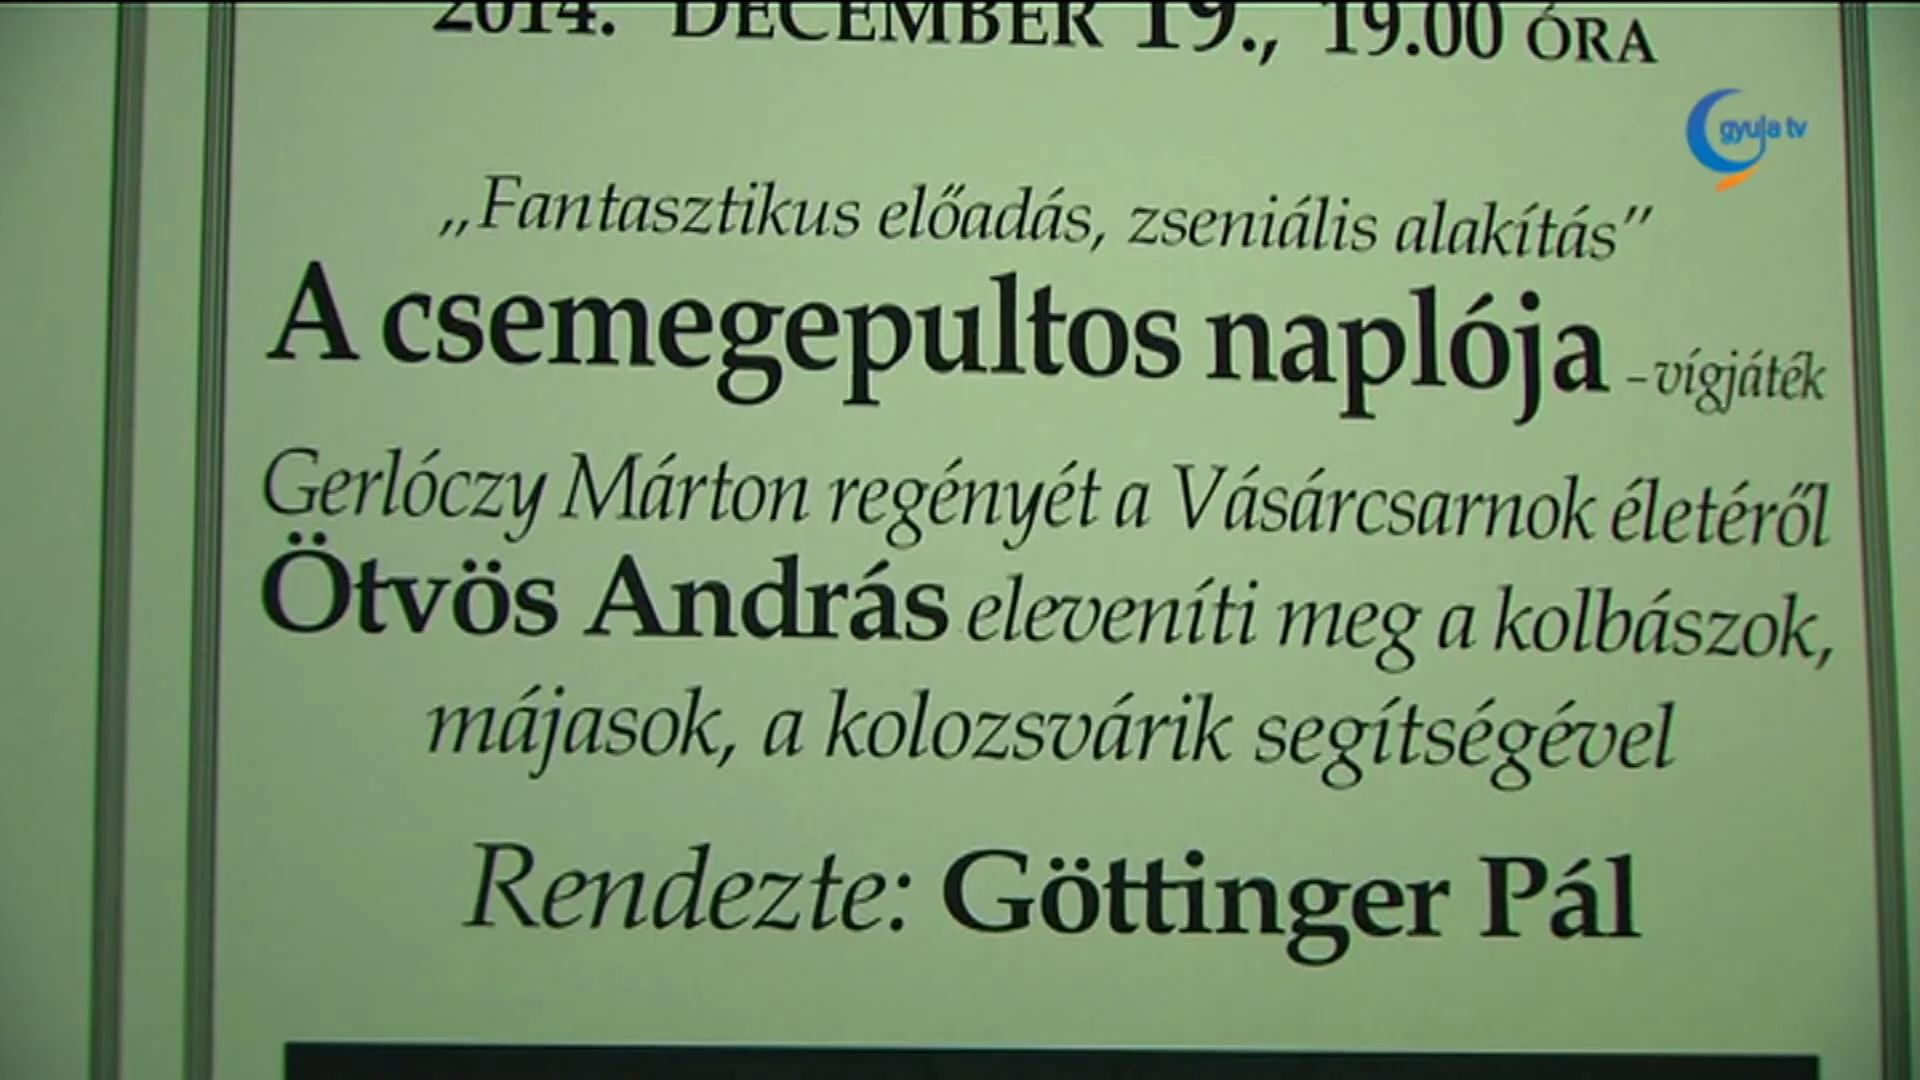 2014. DECEMBER 19., 19.00 ÓRA
gyula tv
„Fantasztikus előadás, zseniális alakítás”
A csemegepultos naplója – vígjáték
Gerlóczy Márton regényét a Vásárcsarnok életéről
Ötvös András eleveníti meg a kolbászok,
májasok, a kolozsvárik segítségével
Rendezte: Göttinger Pál